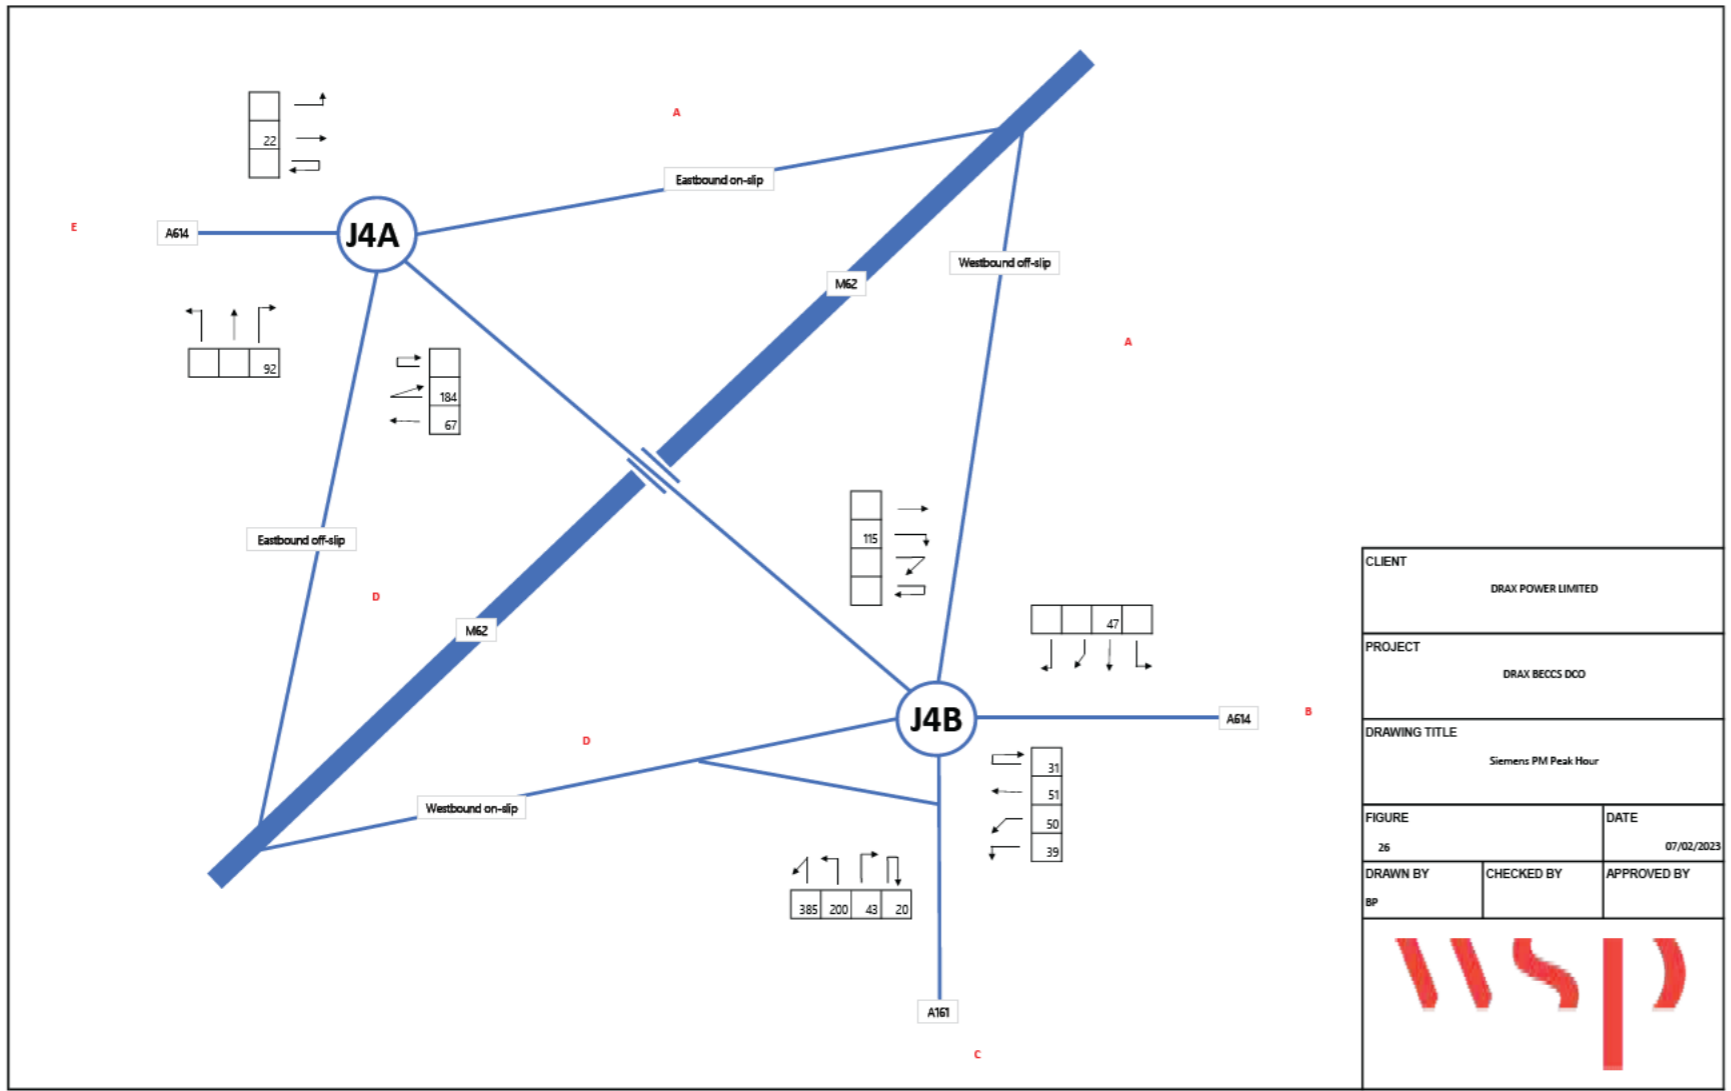 A
22
Eastbound on-slip
E
A614
J4A
Westbound off-slip
M62
A
92
184
67
115
Eastbound off-slip
D
M62
47
J4B
A614
B
D
Westbound on-slip
31
51
50
39
385 200 43 20
A161
C
CLIENT
DRAX POWER LIMITED
PROJECT
DRAX BECCS DCO
DRAWING TITLE
Siemens PM Peak Hour
FIGURE
26
DATE
07/02/2023
DRAWN BY
BP
CHECKED BY
APPROVED BY
wsp